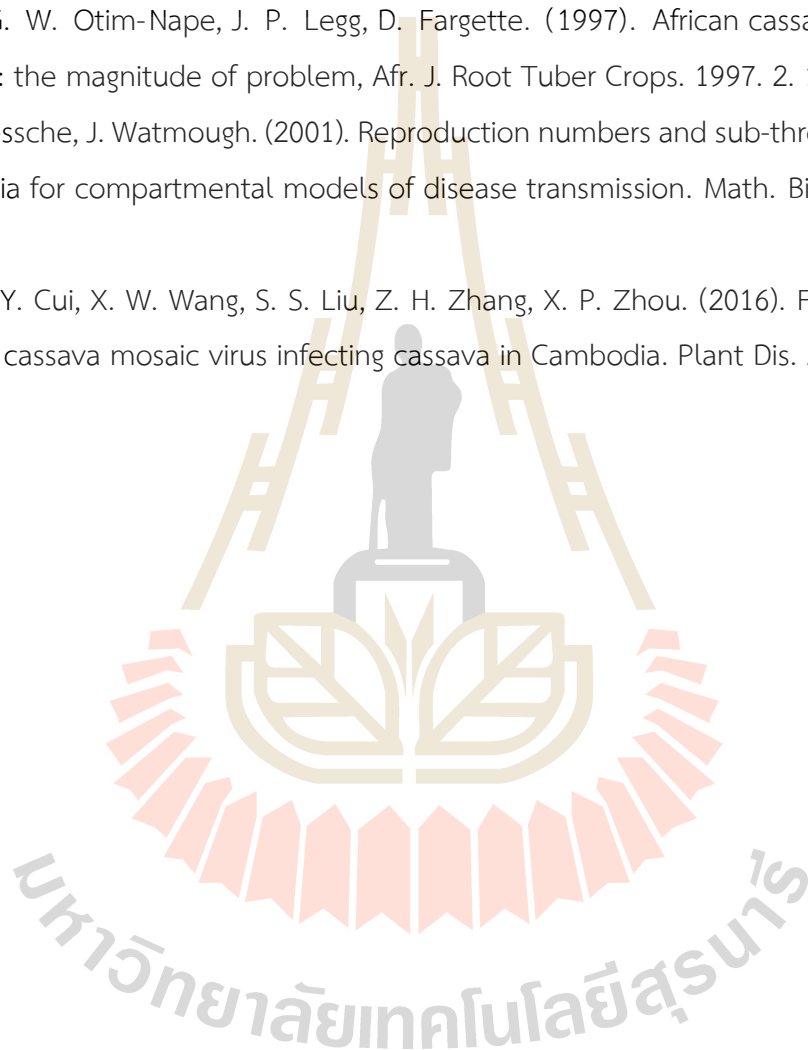 . W. Otim-Nape, J. P. Legg, D. Fargette. (1997). African cassa
: the magnitude of problem, Afr. J. Root Tuber Crops. 1997. 2.
ssche, J. Watmough. (2001). Reproduction numbers and sub-thr
ia for compartmental models of disease transmission. Math. Bi
Y. Cui, X. W. Wang, S. S. Liu, Z. H. Zhang, X. P. Zhou. (2016). F
cassava mosaic virus infecting cassava in Cambodia. Plant Dis.
มหาวิทยาลัยเทคโนโลยีสุรนารี